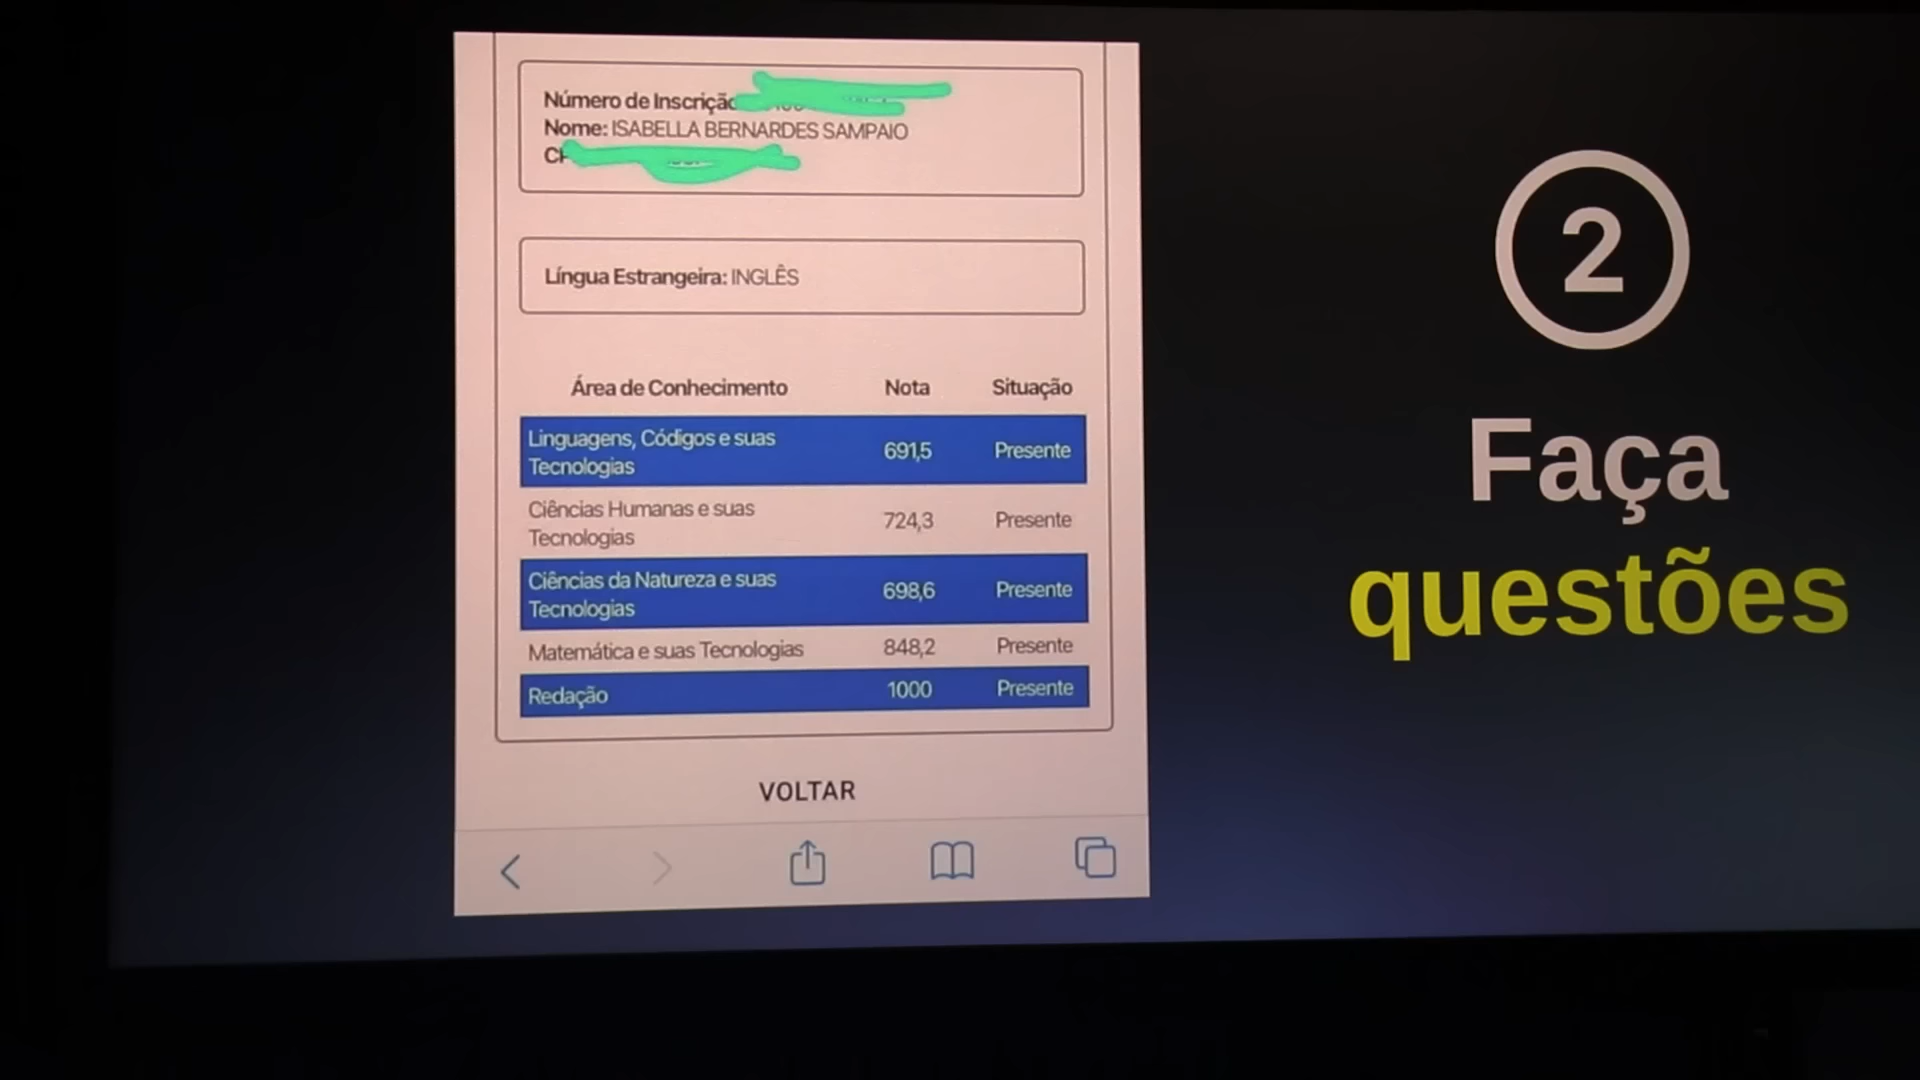 Número de Inscrição
Nome: ISABELLA BERNARDES SAMPAIO
Língua Estrangeira: INGLÊS
Área de Conhecimento Nota Situação
Linguagens, Códigos e suas
Tecnologias 691,5 Presente
Ciências Humanas e suas
Tecnologias 724,3 Presente
Ciências da Natureza e suas
Tecnologias 698,6 Presente
Matemática e suas Tecnologias 848,2 Presente
Redação 1000 Presente
VOLTAR
2
Faça
questões